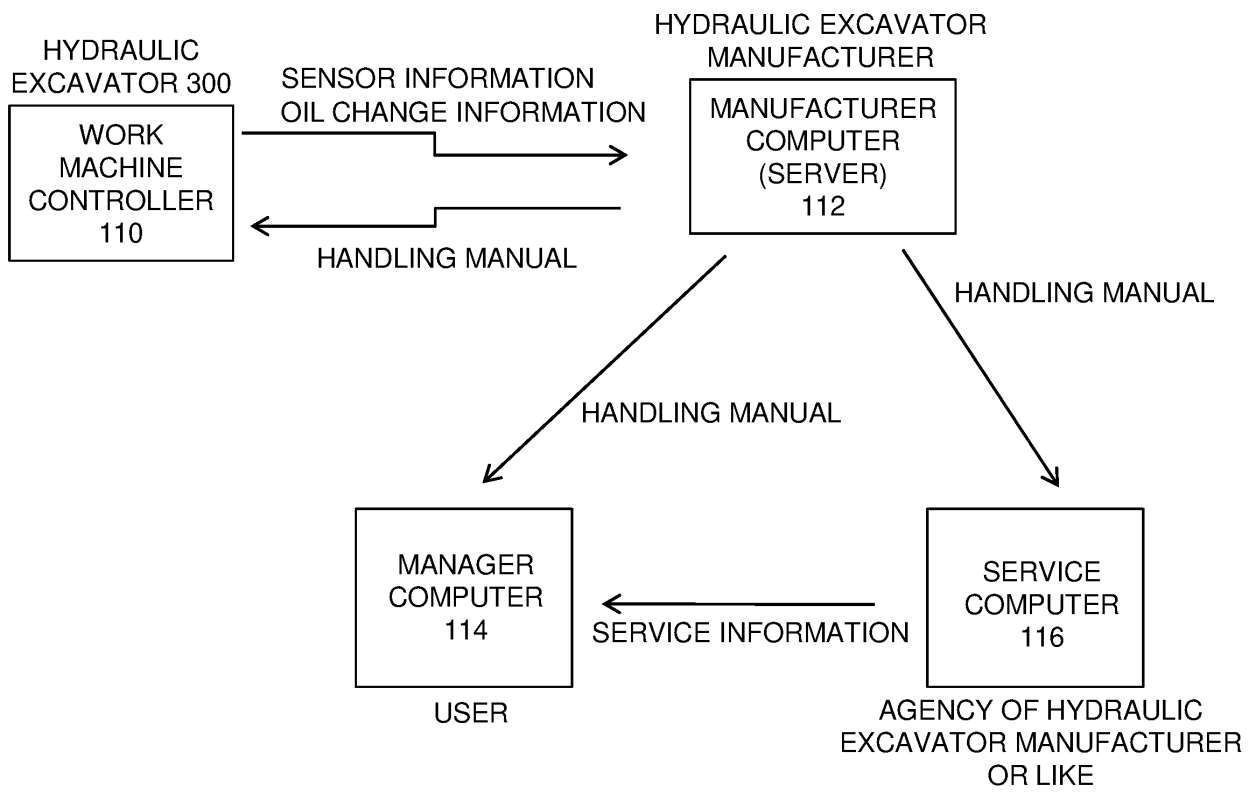 HYDRAULIC
EXCAVATOR 300
WORK
MACHINE
CONTROLLER
110
SENSOR INFORMATION
OIL CHANGE INFORMATION
HANDLING MANUAL
HYDRAULIC EXCAVATOR
MANUFACTURER
MANUFACTURER
COMPUTER
(SERVER)
112
HANDLING MANUAL
HANDLING MANUAL
MANAGER
COMPUTER
114
USER
SERVICE INFORMATION
SERVICE
COMPUTER
116
AGENCY OF HYDRAULIC
EXCAVATOR MANUFACTURER
OR LIKE